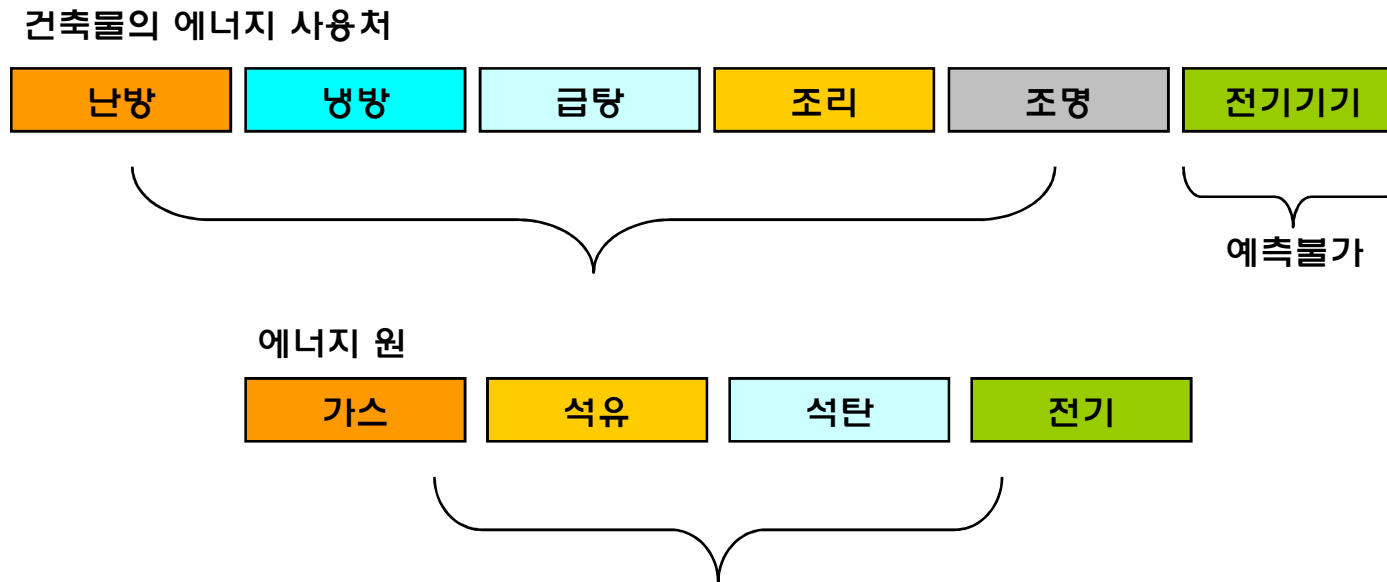 건축물의 에너지 사용처
난방 냉방 급탕 조리 조명 전기기기
예측불가
에너지 원
가스 석유 석탄 전기